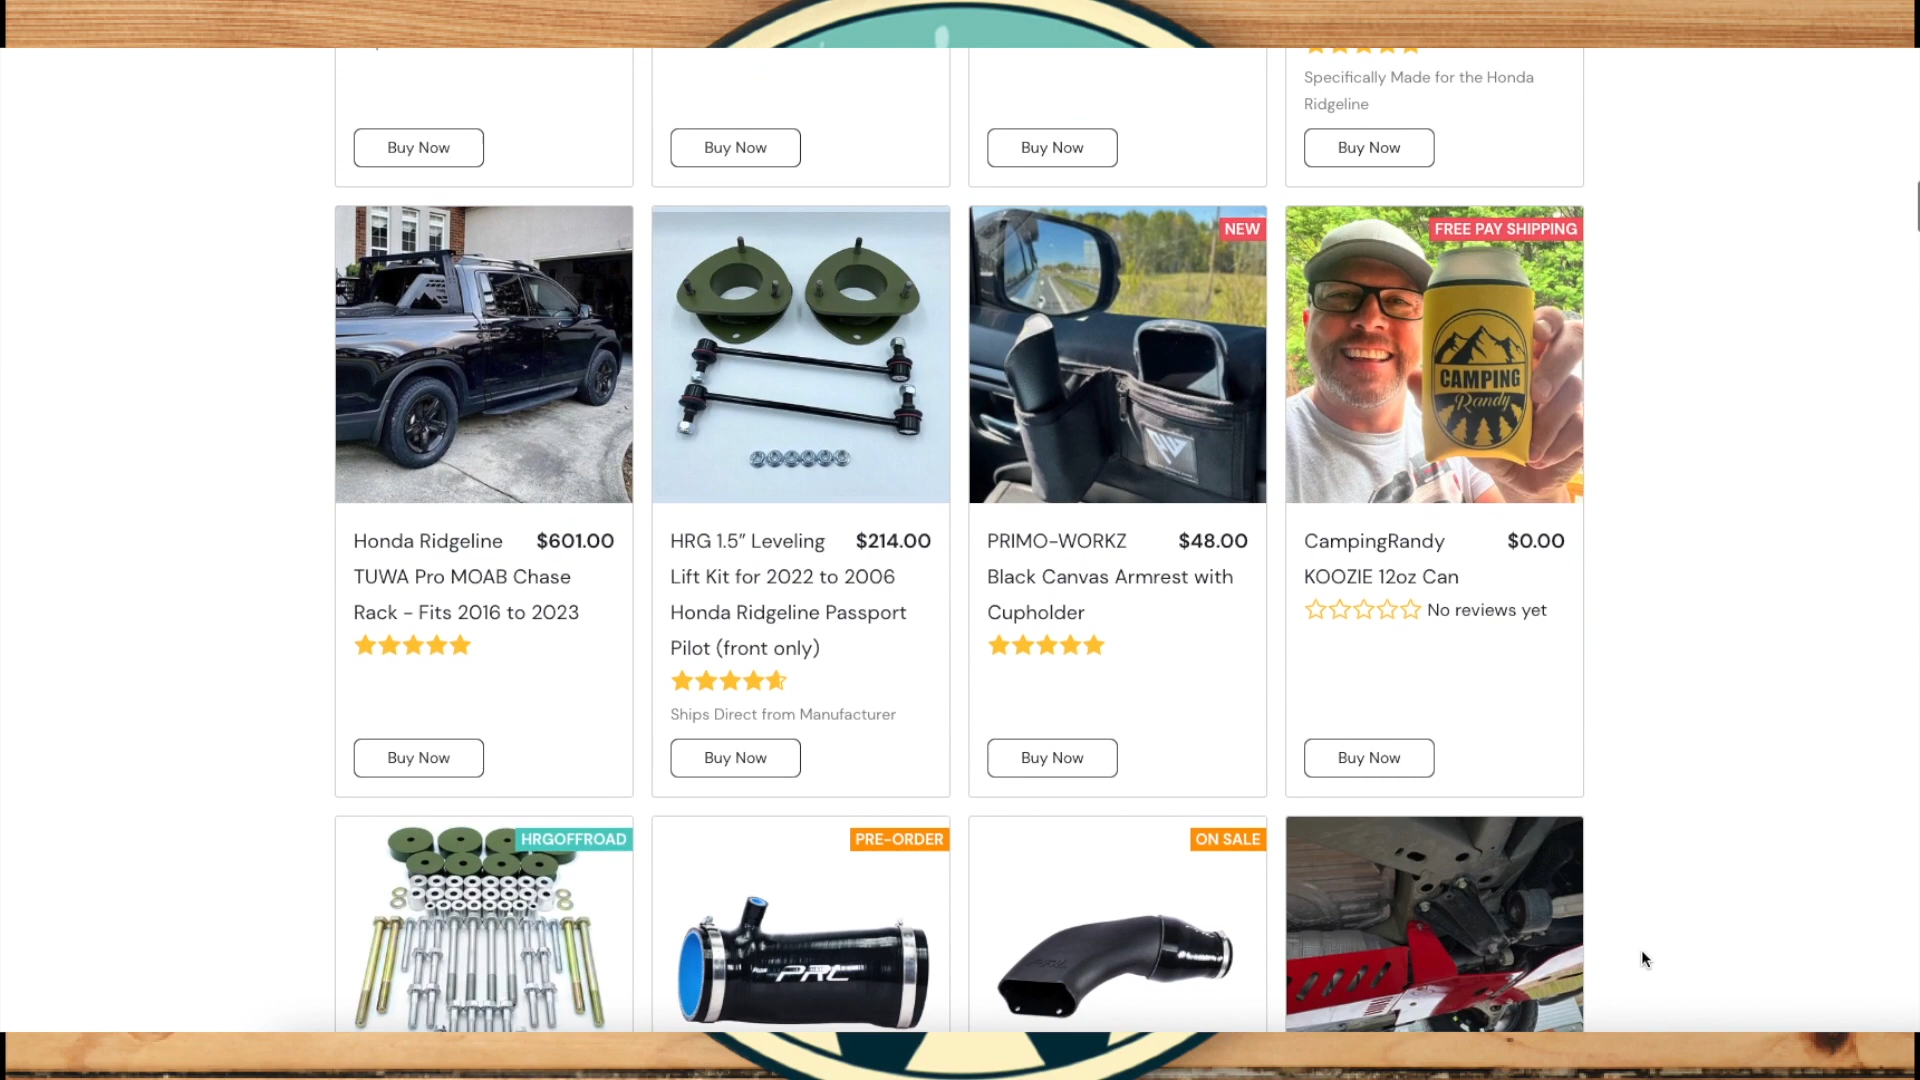 Specifically Made for the Honda
Ridgeline
Buy Now
Buy Now
Buy Now
Buy Now
NEW
FREE PAY SHIPPING
CAMPING
Randy
Honda Ridgeline $601.00
TUWA Pro MOAB Chase
Rack - Fits 2016 to 2023
HRG 1.5” Leveling $214.00
Lift Kit for 2022 to 2006
Honda Ridgeline Passport
Pilot (front only)
Ships Direct from Manufacturer
PRIMO-WORKZ $48.00
Black Canvas Armrest with
Cupholder
CampingRandy $0.00
KOOZIE 12oz Can
No reviews yet
Buy Now
Buy Now
Buy Now
Buy Now
HRGOFFROAD
PRE-ORDER
ON SALE
PRL